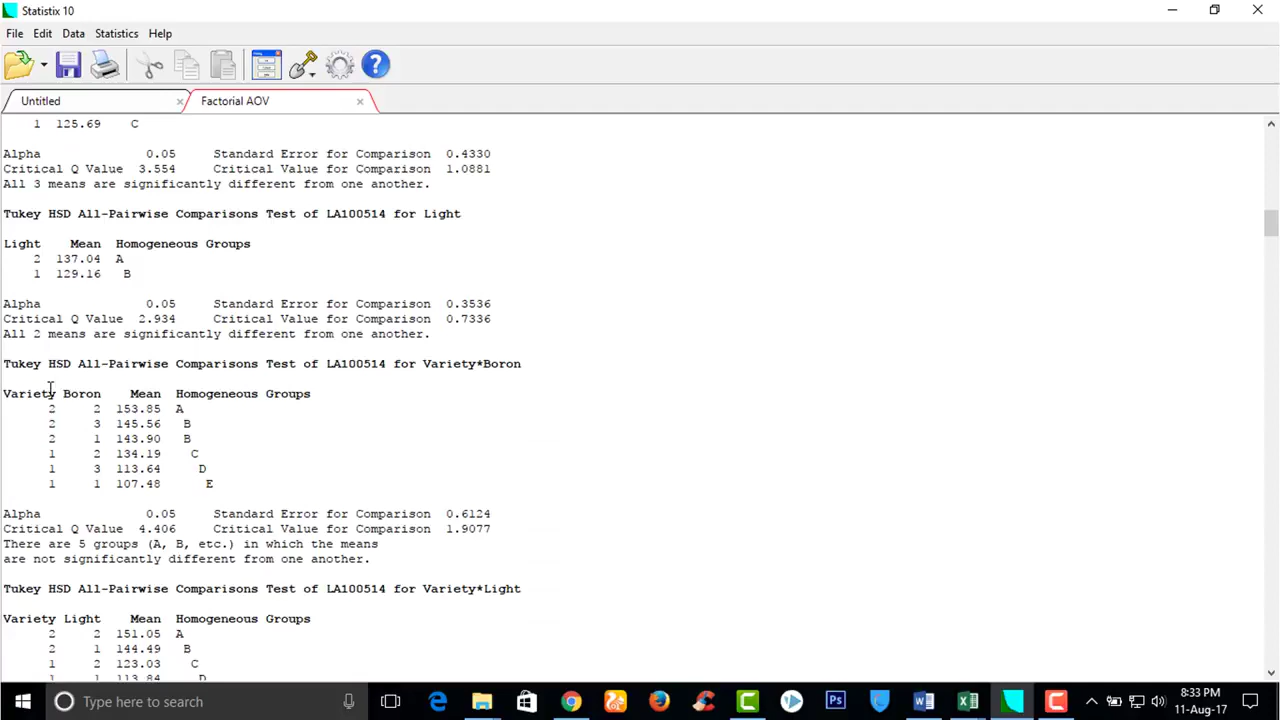 Statistix 10
File Edit Data Statistics Help
Untitled × Factorial AOV ×
1 125.69 C
Alpha 0.05 Standard Error for Comparison 0.4330
Critical Q Value 3.554 Critical Value for Comparison 1.0881
All 3 means are significantly different from one another.
Tukey HSD All-Pairwise Comparisons Test of LA100514 for Light
Light Mean Homogeneous Groups
2 137.04 A
1 129.16 B
Alpha 0.05 Standard Error for Comparison 0.3536
Critical Q Value 2.934 Critical Value for Comparison 0.7336
All 2 means are significantly different from one another.
Tukey HSD All-Pairwise Comparisons Test of LA100514 for Variety*Boron
Variety Boron Mean Homogeneous Groups
2 2 153.85 A
2 3 145.56 B
2 1 143.90 B
1 2 134.19 C
1 3 113.64 D
1 1 107.48 E
Alpha 0.05 Standard Error for Comparison 0.6124
Critical Q Value 4.406 Critical Value for Comparison 1.9077
There are 5 groups (A, B, etc.) in which the means
are not significantly different from one another.
Tukey HSD All-Pairwise Comparisons Test of LA100514 for Variety*Light
Variety Light Mean Homogeneous Groups
2 2 151.05 A
2 1 144.49 B
1 2 123.03 C
1 1 113.84 D
Type here to search
Ps
8:33 PM
11-Aug-17